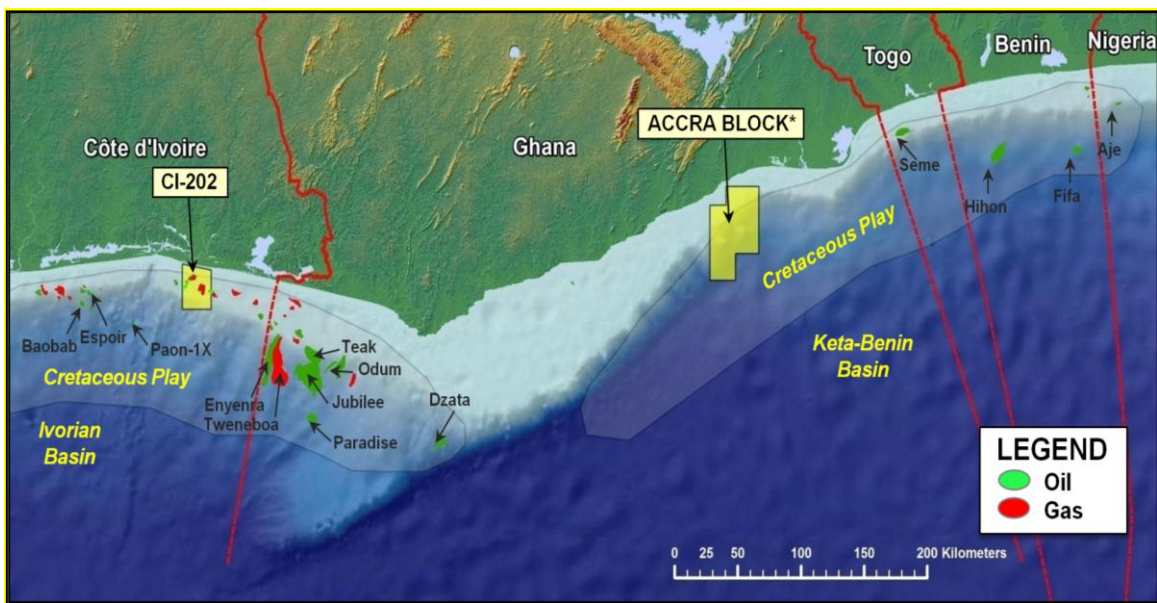 Togo
Benin
Nigeria
ACCRA BLOCK*
Côte d'Ivoire
Ghana
CI-202
Seme
Aje
Hihon
Fifa
Cretaceous Play
Baobab
Espoir
Paon-1X
Teak
Odum
Keta-Benin
Basin
Cretaceous Play
Enyenra
Tweneboa
Jubilee
Dzata
Ivorian
Basin
Paradise
LEGEND
Oil
Gas
0 25 50 100 150 200 Kilometers